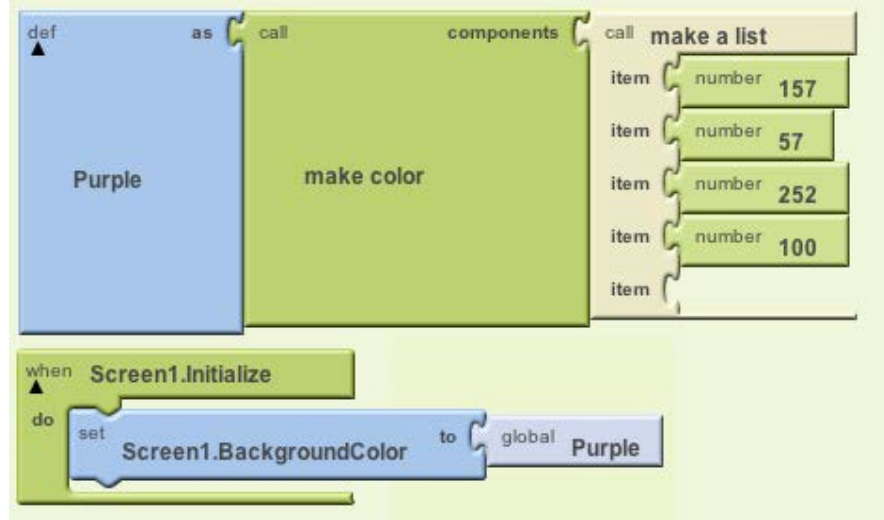 def as call components call make a list
item number 157
item number 57
Purple make color item number 252
item number 100
item
when Screen1.Initialize
do set Screen1.BackgroundColor to global Purple